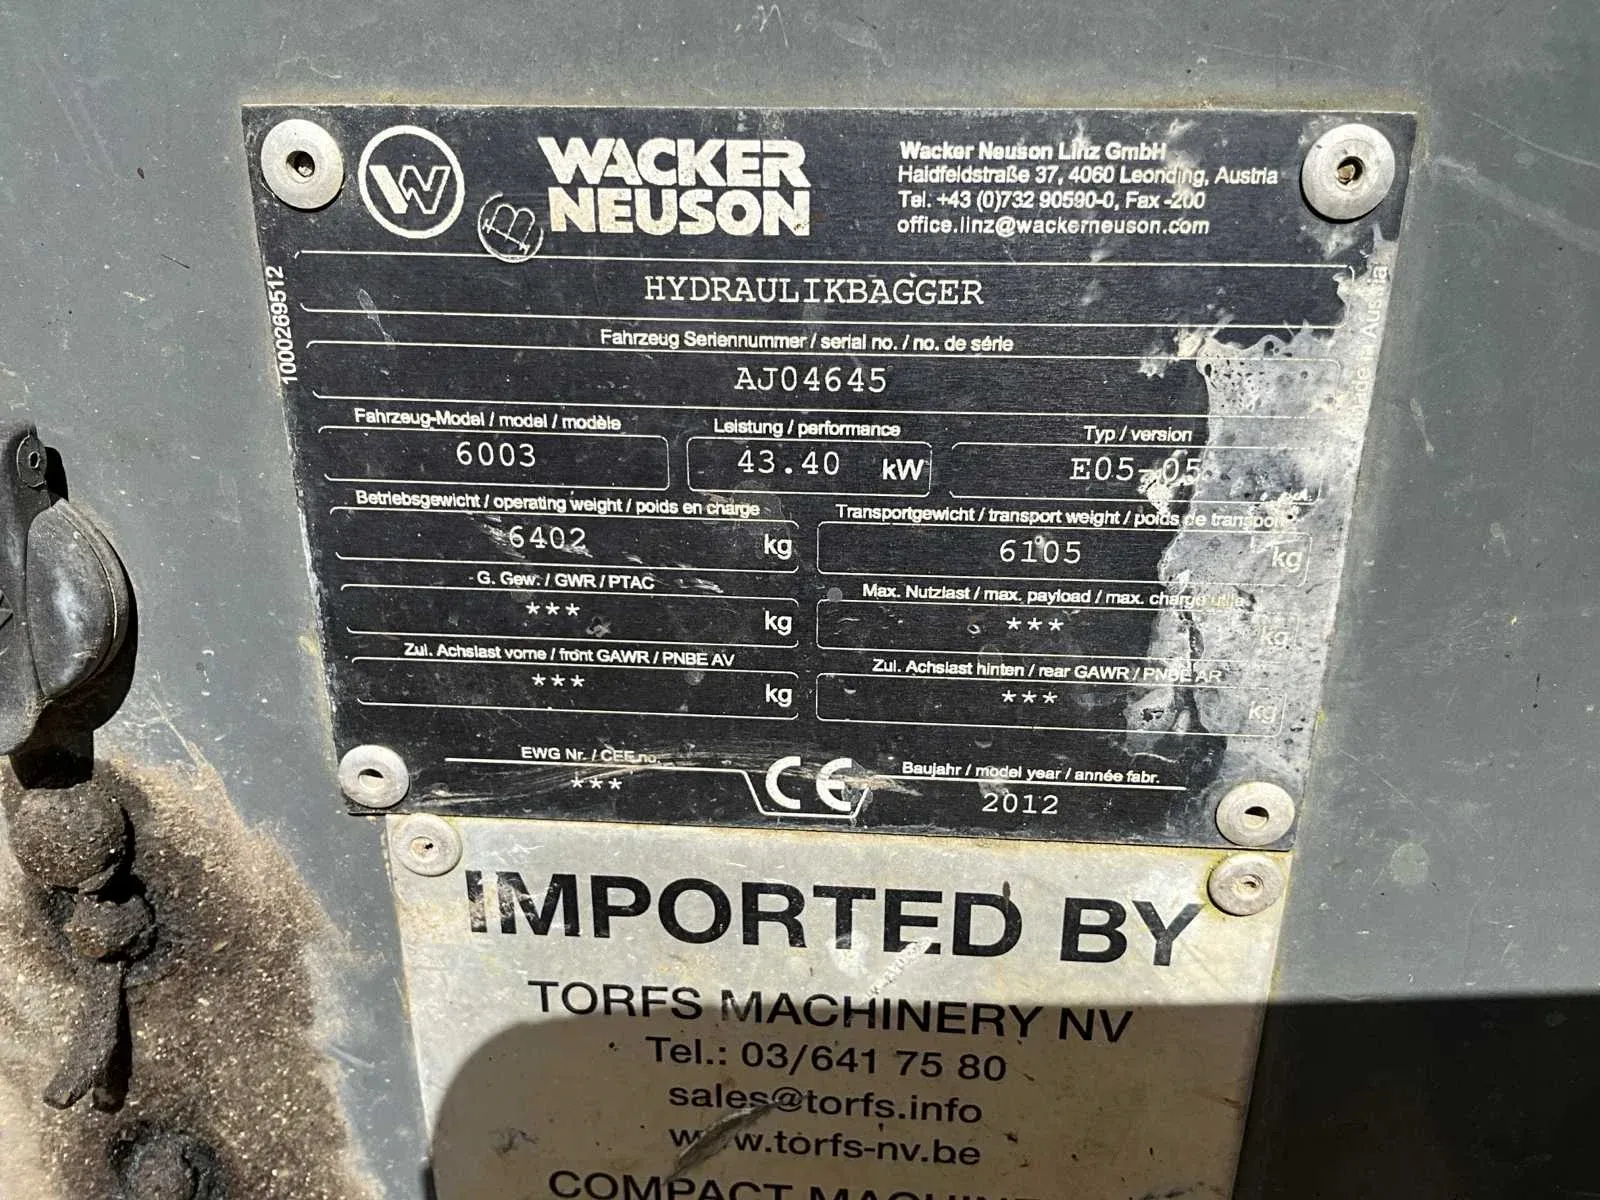 WACKER
NEUSON
Wacker Neuson Linz GmbH
Haidfeldstraße 37, 4060 Leonding, Austria
Tel. +43 (0)732 90590-0, Fax -200
office.linz@wackerneuson.com
1000269512
HYDRAULIKBAGGER
Fahrzeug Seriennummer / serial no. / no. de série
AJ04645
Fahrzeug-Model / model / modèle
6003
Leistung / performance
43.40 kW
Typ / version
E05-05
Betriebsgewicht / operating weight / poids en charge
6402 kg
Transportgewicht / transport weight / poids de transport
6105 kg
G. Gew. / GWR / PTAC
*** kg
Max. Nutzlast / max. payload / max. charge utile
*** kg
Zul. Achslast vorne / front GAWR / PNBE AV
*** kg
Zul. Achslast hinten / rear GAWR / PNBE AR
*** kg
EWG Nr. / CEE no.
***
CE
Baujahr / model year / année fabr.
2012
Austria
IMPORTED BY
TORFS MACHINERY NV
Tel.: 03/641 75 80
sales@torfs.info
www.torfs-nv.be
COMPACT